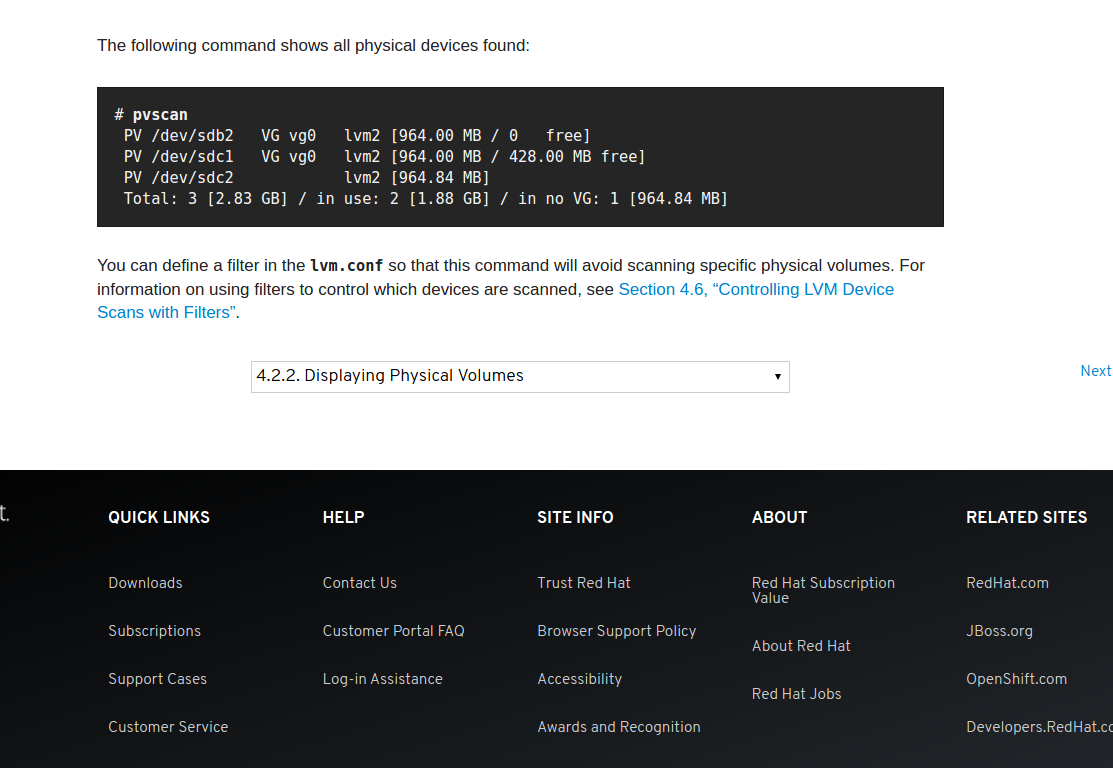 The following command shows all physical devices found:
# pvscan
PV /dev/sdb2   VG vg0   lvm2 [964.00 MB / 0   free]
PV /dev/sdc1   VG vg0   lvm2 [964.00 MB / 428.00 MB free]
PV /dev/sdc2            lvm2 [964.84 MB]
Total: 3 [2.83 GB] / in use: 2 [1.88 GB] / in no VG: 1 [964.84 MB]
You can define a filter in the lvm.conf so that this command will avoid scanning specific physical volumes. For
information on using filters to control which devices are scanned, see Section 4.6, “Controlling LVM Device
Scans with Filters”.
4.2.2. Displaying Physical Volumes
Next
t.
QUICK LINKS
Downloads
Subscriptions
Support Cases
Customer Service
HELP
Contact Us
Customer Portal FAQ
Log-in Assistance
SITE INFO
Trust Red Hat
Browser Support Policy
Accessibility
Awards and Recognition
ABOUT
Red Hat Subscription
Value
About Red Hat
Red Hat Jobs
RELATED SITES
RedHat.com
JBoss.org
OpenShift.com
Developers.RedHat.co